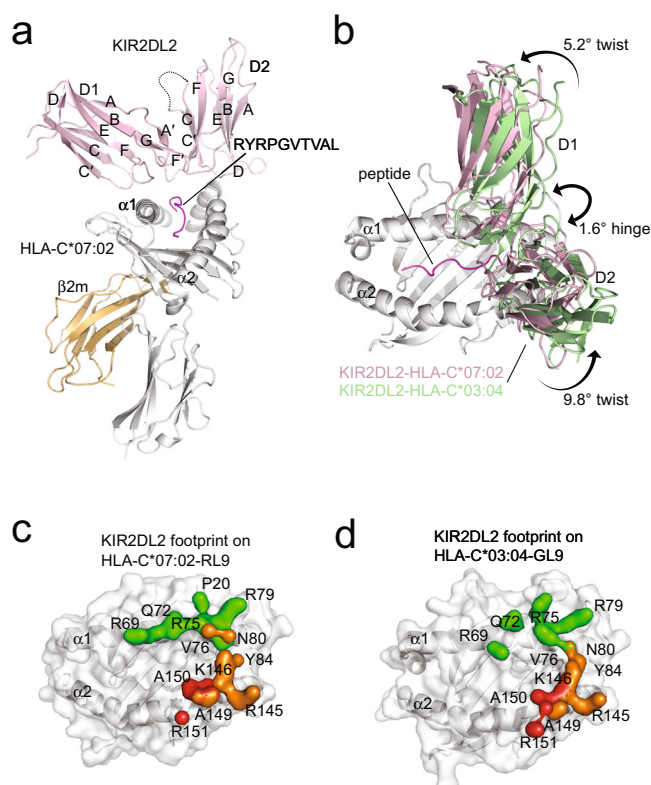 a
KIR2DL2
D2
D
D1
A
B
E
C
F
G
C'
A'
F'
F
G
C
C'
E
B
A
D
RYRPGVTVAL
α1
HLA-C*07:02
α2
β2m
b
5.2° twist
D1
peptide
1.6° hinge
α1
α2
D2
KIR2DL2-HLA-C*07:02
KIR2DL2-HLA-C*03:04
9.8° twist
c
KIR2DL2 footprint on
HLA-C*07:02-RL9
P20
R79
Q72
R69
R75
N80
α1
V76
Y84
K146
A150
α2
A149
R145
R151
d
KIR2DL2 footprint on
HLA-C*03:04-GL9
R79
Q72
R75
R69
N80
α1
V76
Y84
K146
A150
α2
R145
A149
R151